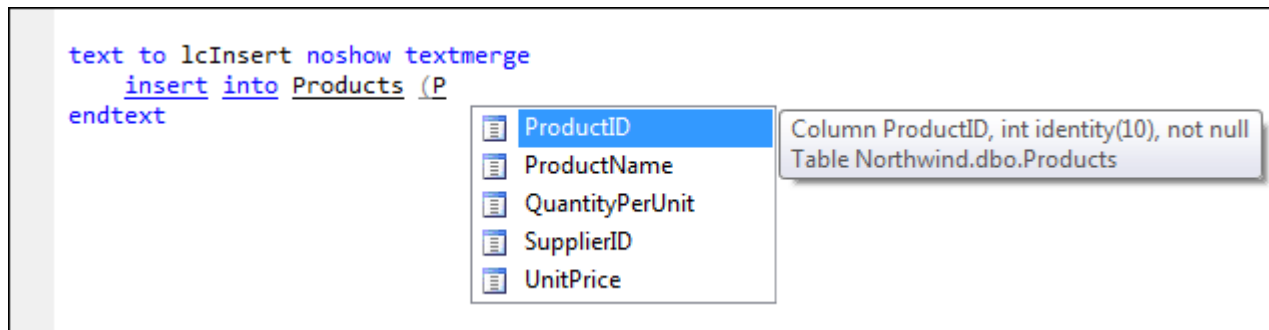 text to lcInsert noshow textmerge
insert into Products (P
endtext
ProductID
ProductName
QuantityPerUnit
SupplierID
UnitPrice
Column ProductID, int identity(10), not null
Table Northwind.dbo.Products